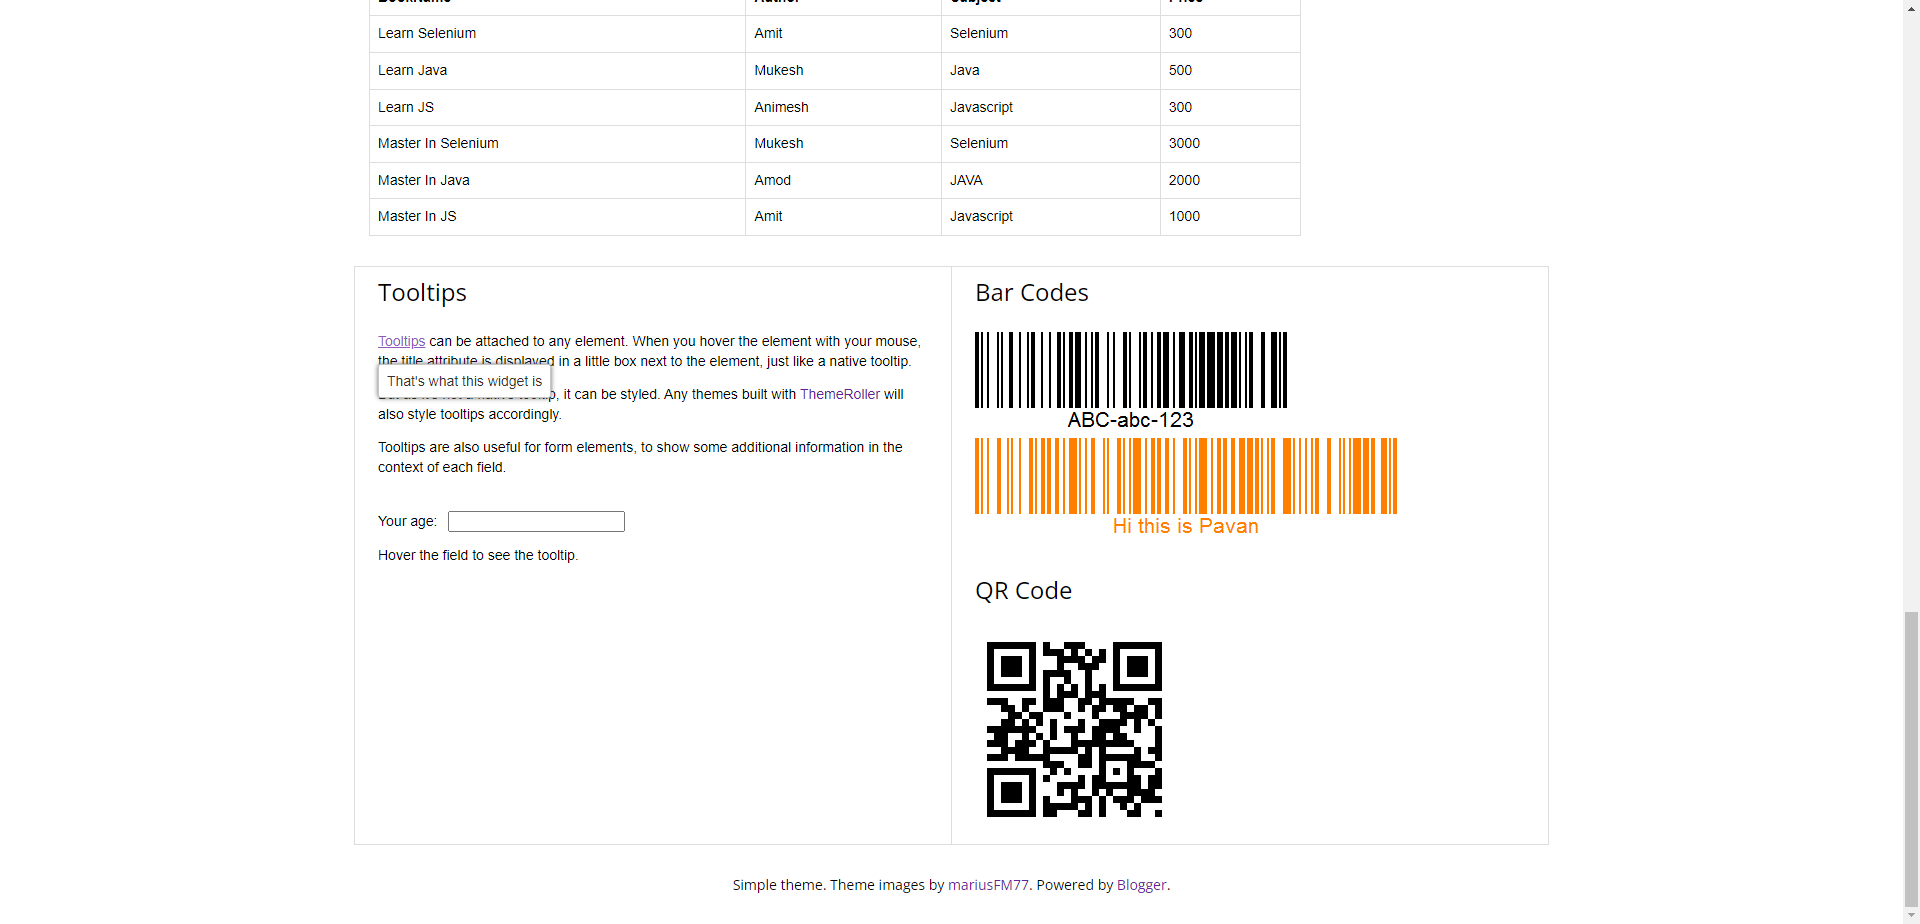 BookName Author Subject Price
Learn Selenium Amit Selenium 300
Learn Java Mukesh Java 500
Learn JS Animesh Javascript 300
Master In Selenium Mukesh Selenium 3000
Master In Java Amod JAVA 2000
Master In JS Amit Javascript 1000
Tooltips
Tooltips can be attached to any element. When you hover the element with your mouse,
the title attribute is displayed in a little box next to the element, just like a native tooltip.
That's what this widget is
it can be styled. Any themes built with ThemeRoller will
also style tooltips accordingly.
Tooltips are also useful for form elements, to show some additional information in the
context of each field.
Your age:
Hover the field to see the tooltip.
Bar Codes
ABC-abc-123
Hi this is Pavan
QR Code
Simple theme. Theme images by mariusFM77. Powered by Blogger.